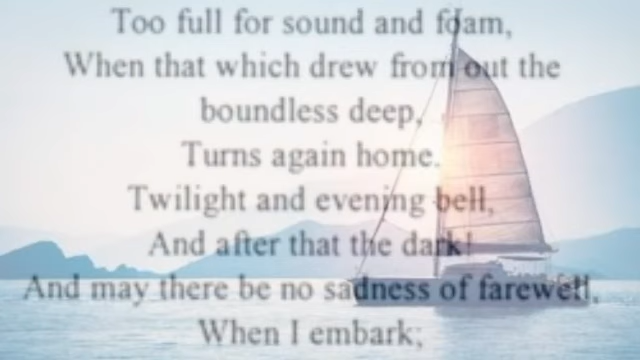 Too full for sound and foam,
When that which drew from out the
boundless deep,
Turns again home.
Twilight and evening bell,
And after that the dark!
And may there be no sadness of farewell,
When I embark;